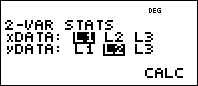 DEG
2-VAR STATS
xDATA: L1 L2 L3
yDATA: L1 L2 L3
CALC